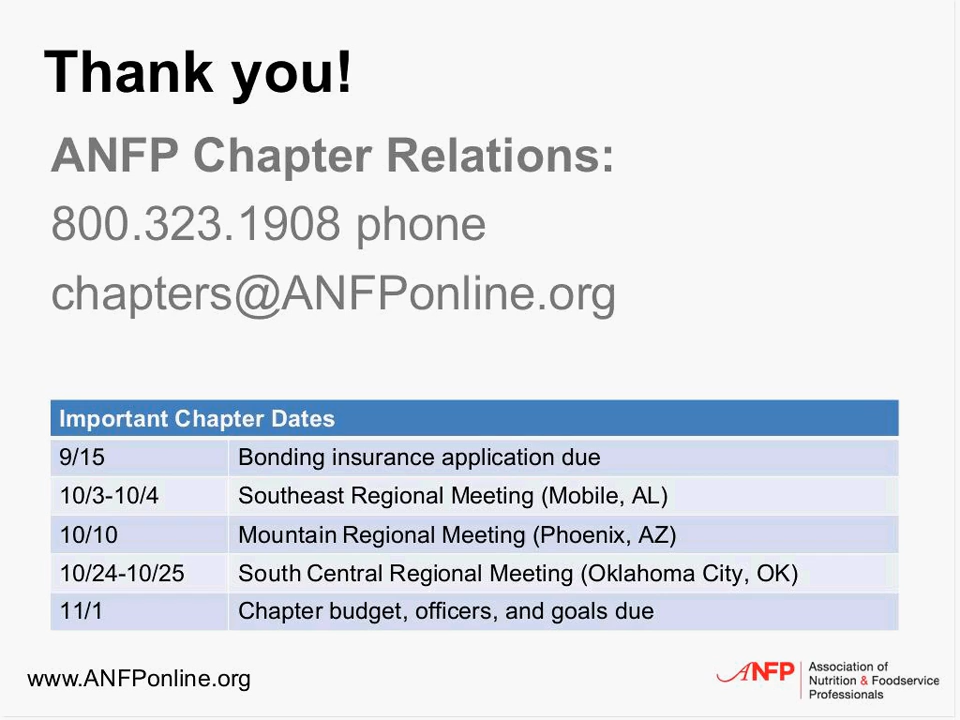 Thank you!
ANFP Chapter Relations:
800.323.1908 phone
chapters@ANFPonline.org
Important Chapter Dates
9/15 Bonding insurance application due
10/3-10/4 Southeast Regional Meeting (Mobile, AL)
10/10 Mountain Regional Meeting (Phoenix, AZ)
10/24-10/25 South Central Regional Meeting (Oklahoma City, OK)
11/1 Chapter budget, officers, and goals due
www.ANFPonline.org
ANFP
Association of
Nutrition & Foodservice
Professionals